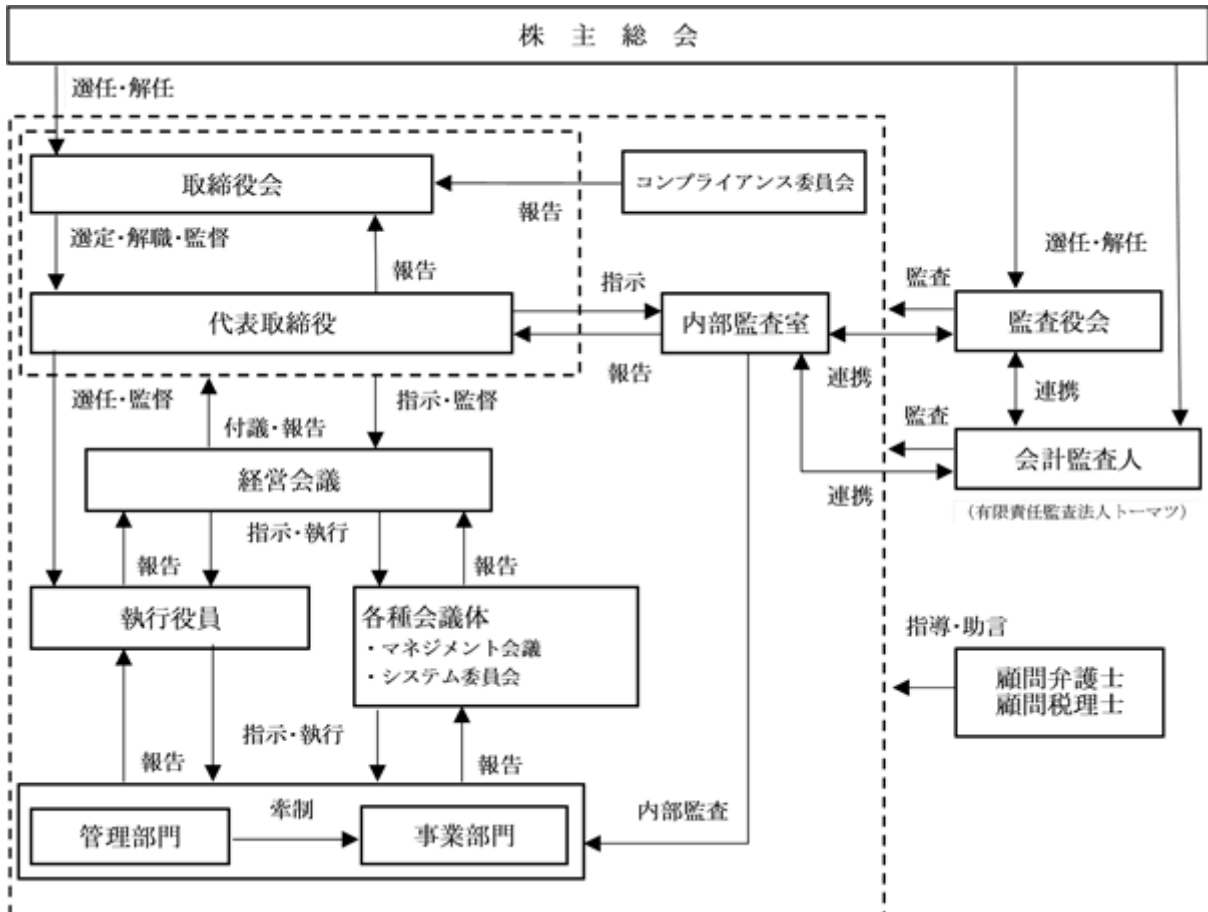 株主総会
選任・解任
取締役会
コンプライアンス委員会
報告
選定・解職・監督
報告
選任・解任
指示
監査
代表取締役
内部監査室
監査役会
報告
連携
連携
選任・監督
指示・監督
付議・報告
監査
経営会議
会計監査人
連携
（有限責任監査法人トーマツ）
指示・執行
報告
報告
執行役員
各種会議体
・マネジメント会議
・システム委員会
指導・助言
顧問弁護士
顧問税理士
指示・執行
報告
報告
牽制
内部監査
管理部門
事業部門